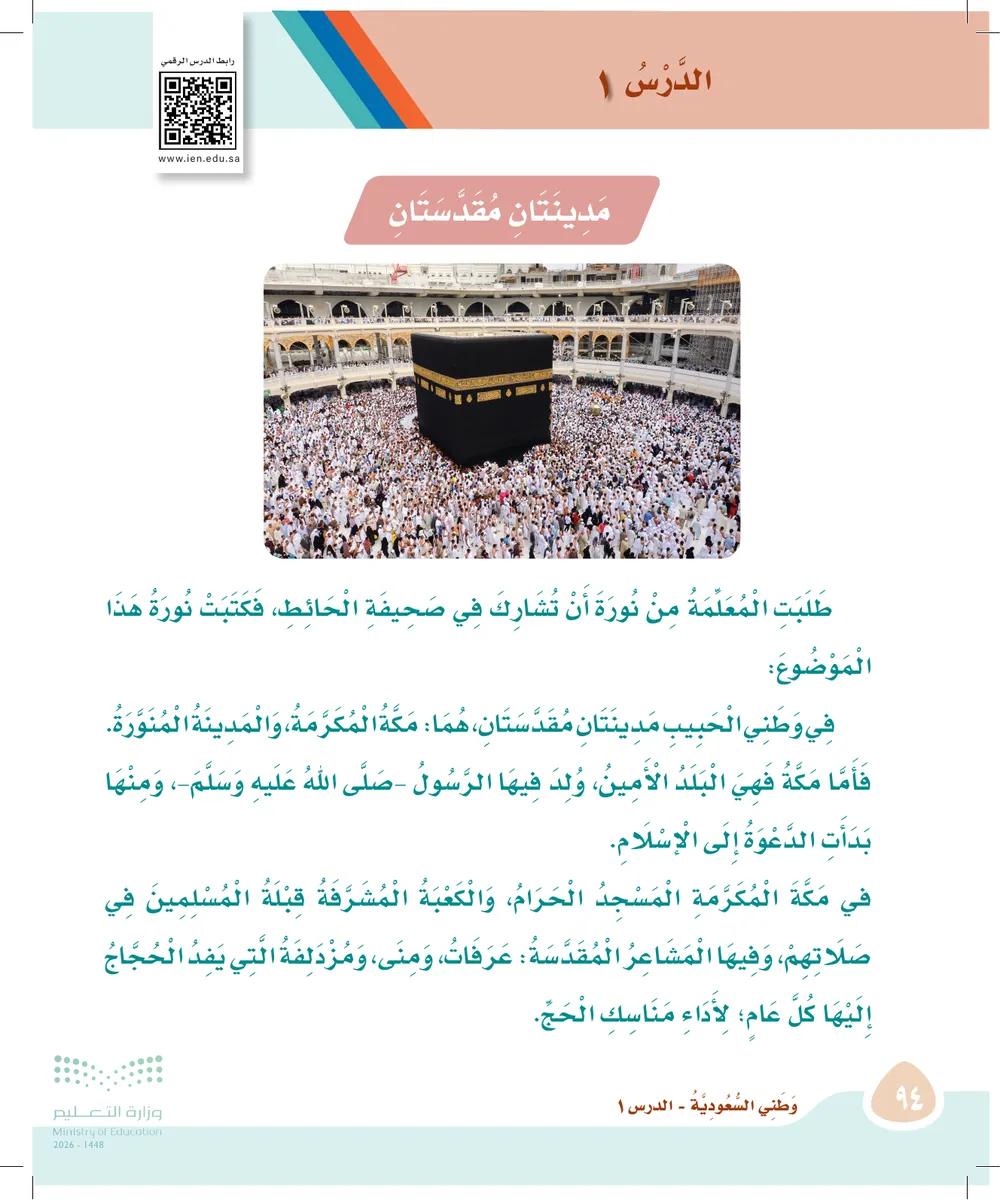 رابط الدرس الرقمي
www.ien.edu.sa
الدَّرْسُ ١
مَدِينَتَانِ مُقَدَّسَتَانِ
طَلَبَتِ الْمُعَلِّمَةُ مِنْ نُورَةَ أَنْ تُشَارِكَ فِي صَحِيفَةِ الْحَائِطِ، فَكَتَبَتْ نُورَةُ هَذَا
الْمَوْضُوعَ:
فِي وَطَنِي الْحَبِيبِ مَدِينَتَانِ مُقَدَّسَتَانِ، هُمَا: مَكَّةُ الْمُكَرَّمَةُ، وَالْمَدِينَةُ الْمُنَوَّرَةُ.
فَأَمَّا مَكَّةُ فَهِيَ الْبَلَدُ الْأَمِينُ، وُلِدَ فِيهَا الرَّسُولُ -صَلَّى اللهُ عَلَيهِ وَسَلَّمَ-، وَمِنْهَا
بَدَأَتِ الدَّعْوَةُ إِلَى الْإِسْلَامِ.
في مَكَّةَ الْمُكَرَّمَةِ الْمَسْجِدُ الْحَرَامُ، وَالْكَعْبَةُ الْمُشَرَّفَةُ قِبْلَةُ الْمُسْلِمِينَ فِي
صَلَاتِهِمْ، وَفِيهَا الْمَشَاعِرُ الْمُقَدَّسَةُ: عَرَفَاتُ، وَمِنَى، وَمُزْدَلِفَةُ الَّتِي يَفِدُ الْحُجَّاجُ
إِلَيْهَا كُلَّ عَامٍ؛ لِأَدَاءِ مَنَاسِكِ الْحَجِّ.
وَطَنِي السُّعُودِيَّةُ - الدرس ١
٩٤
وزارة التعليم
Ministry of Education
2026 - 1448